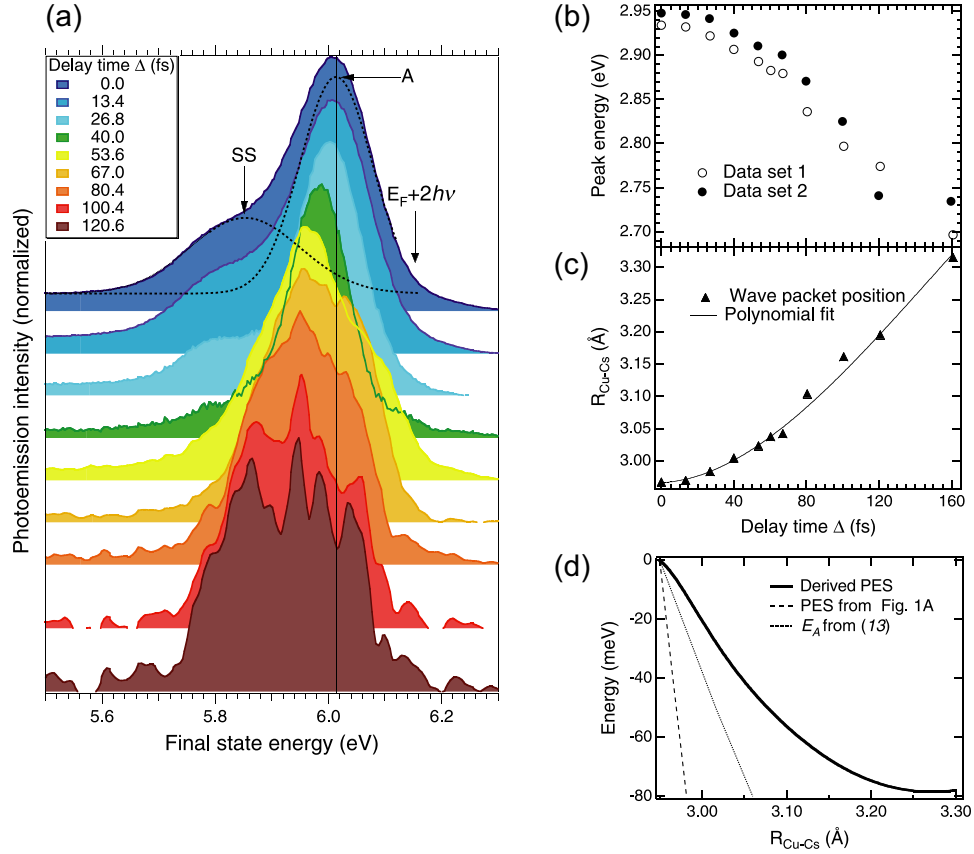 (a)
Delay time Δ (fs)
0.0
13.4
26.8
40.0
53.6
67.0
80.4
100.4
120.6
A
SS
E_F+2hν
Photoemission intensity (normalized)
5.6
5.8
6.0
6.2
Final state energy (eV)
(b)
2.95
2.90
2.85
2.80
2.75
2.70
Peak energy (eV)
Data set 1
Data set 2
(c)
3.30
3.20
3.15
3.10
3.05
3.00
R_Cu-Cs (Å)
Wave packet position
Polynomial fit
0
40
80
120
160
Delay time Δ (fs)
(d)
0
-20
-40
-60
-80
Energy (meV)
Derived PES
PES from Fig. 1A
E_A from (13)
3.00
3.10
3.20
3.30
R_Cu-Cs (Å)